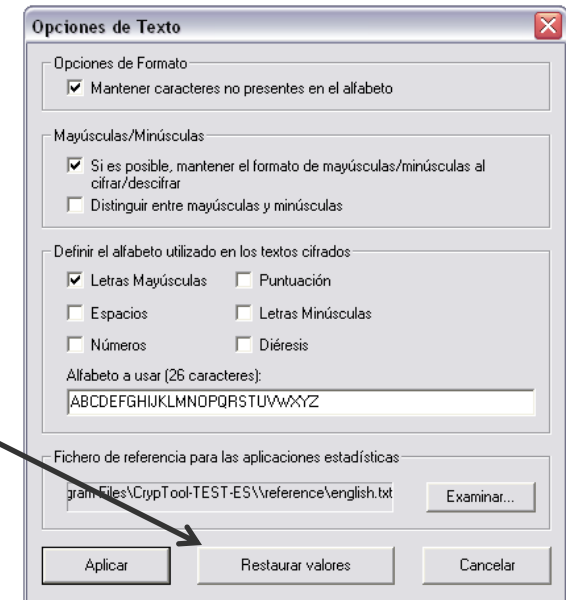 Opciones de Texto
Opciones de Formato
Mantener caracteres no presentes en el alfabeto
Mayúsculas/Minúsculas
Si es posible, mantener el formato de mayúsculas/minúsculas al
cifrar/descifrar
Distinguir entre mayúsculas y minúsculas
Definir el alfabeto utilizado en los textos cifrados
Letras Mayúsculas Puntuación
Espacios Letras Minúsculas
Números Diéresis
Alfabeto a usar (26 caracteres):
ABCDEFGHIJKLMNOPQRSTUVWXYZ
Fichero de referencia para las aplicaciones estadísticas
gram Files\CrypTool-TEST-ES\\reference\english.txt Examinar...
Aplicar Restaurar valores Cancelar